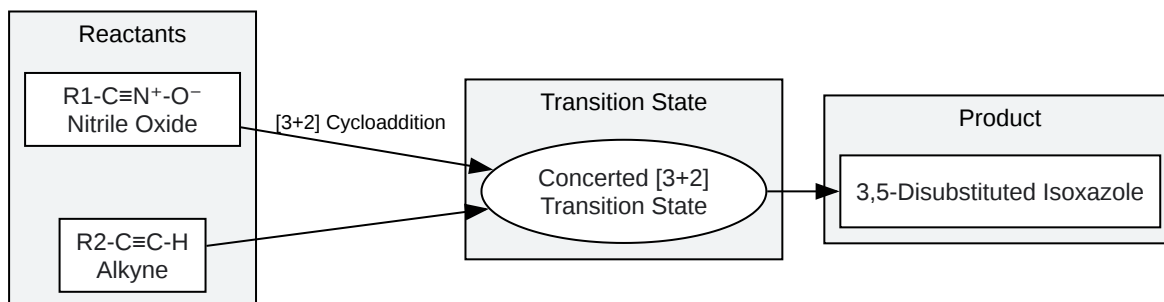 Reactants
R1-C≡N⁺-O⁻
Nitrile Oxide
[3+2] Cycloaddition
R2-C≡C-H
Alkyne
Transition State
Concerted [3+2]
Transition State
Product
3,5-Disubstituted Isoxazole